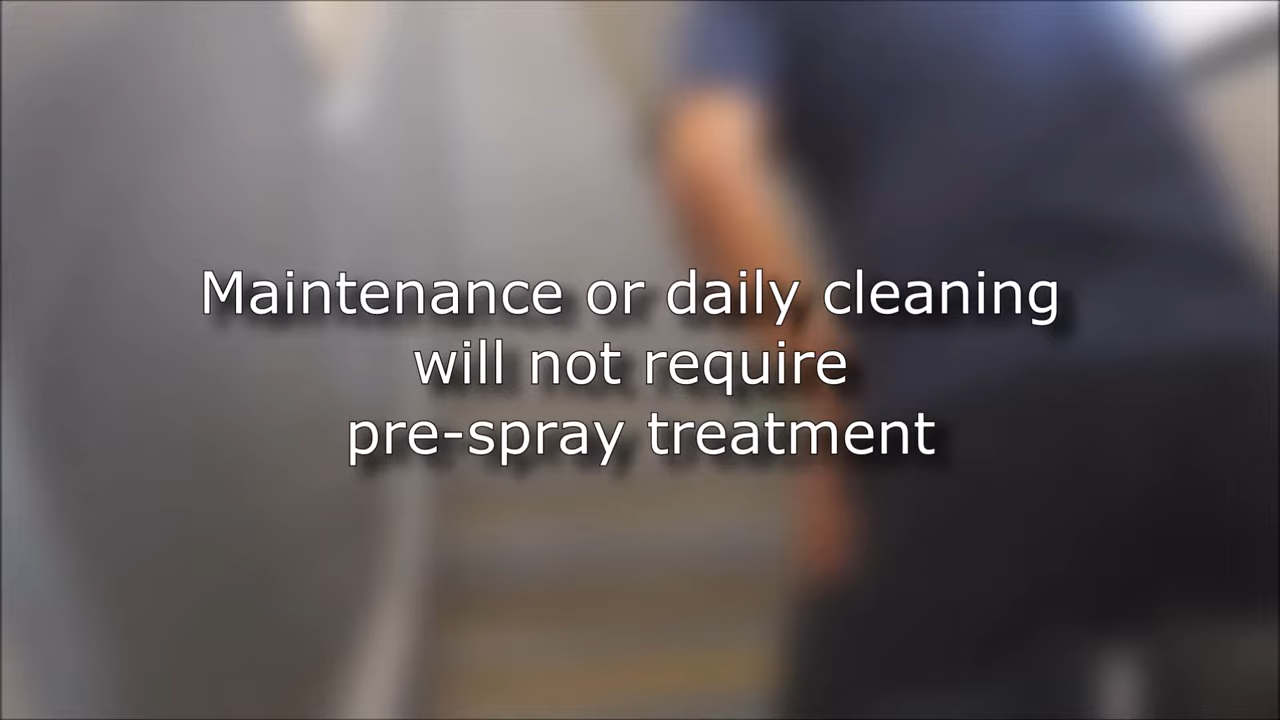 Maintenance or daily cleaning
will not require
pre-spray treatment